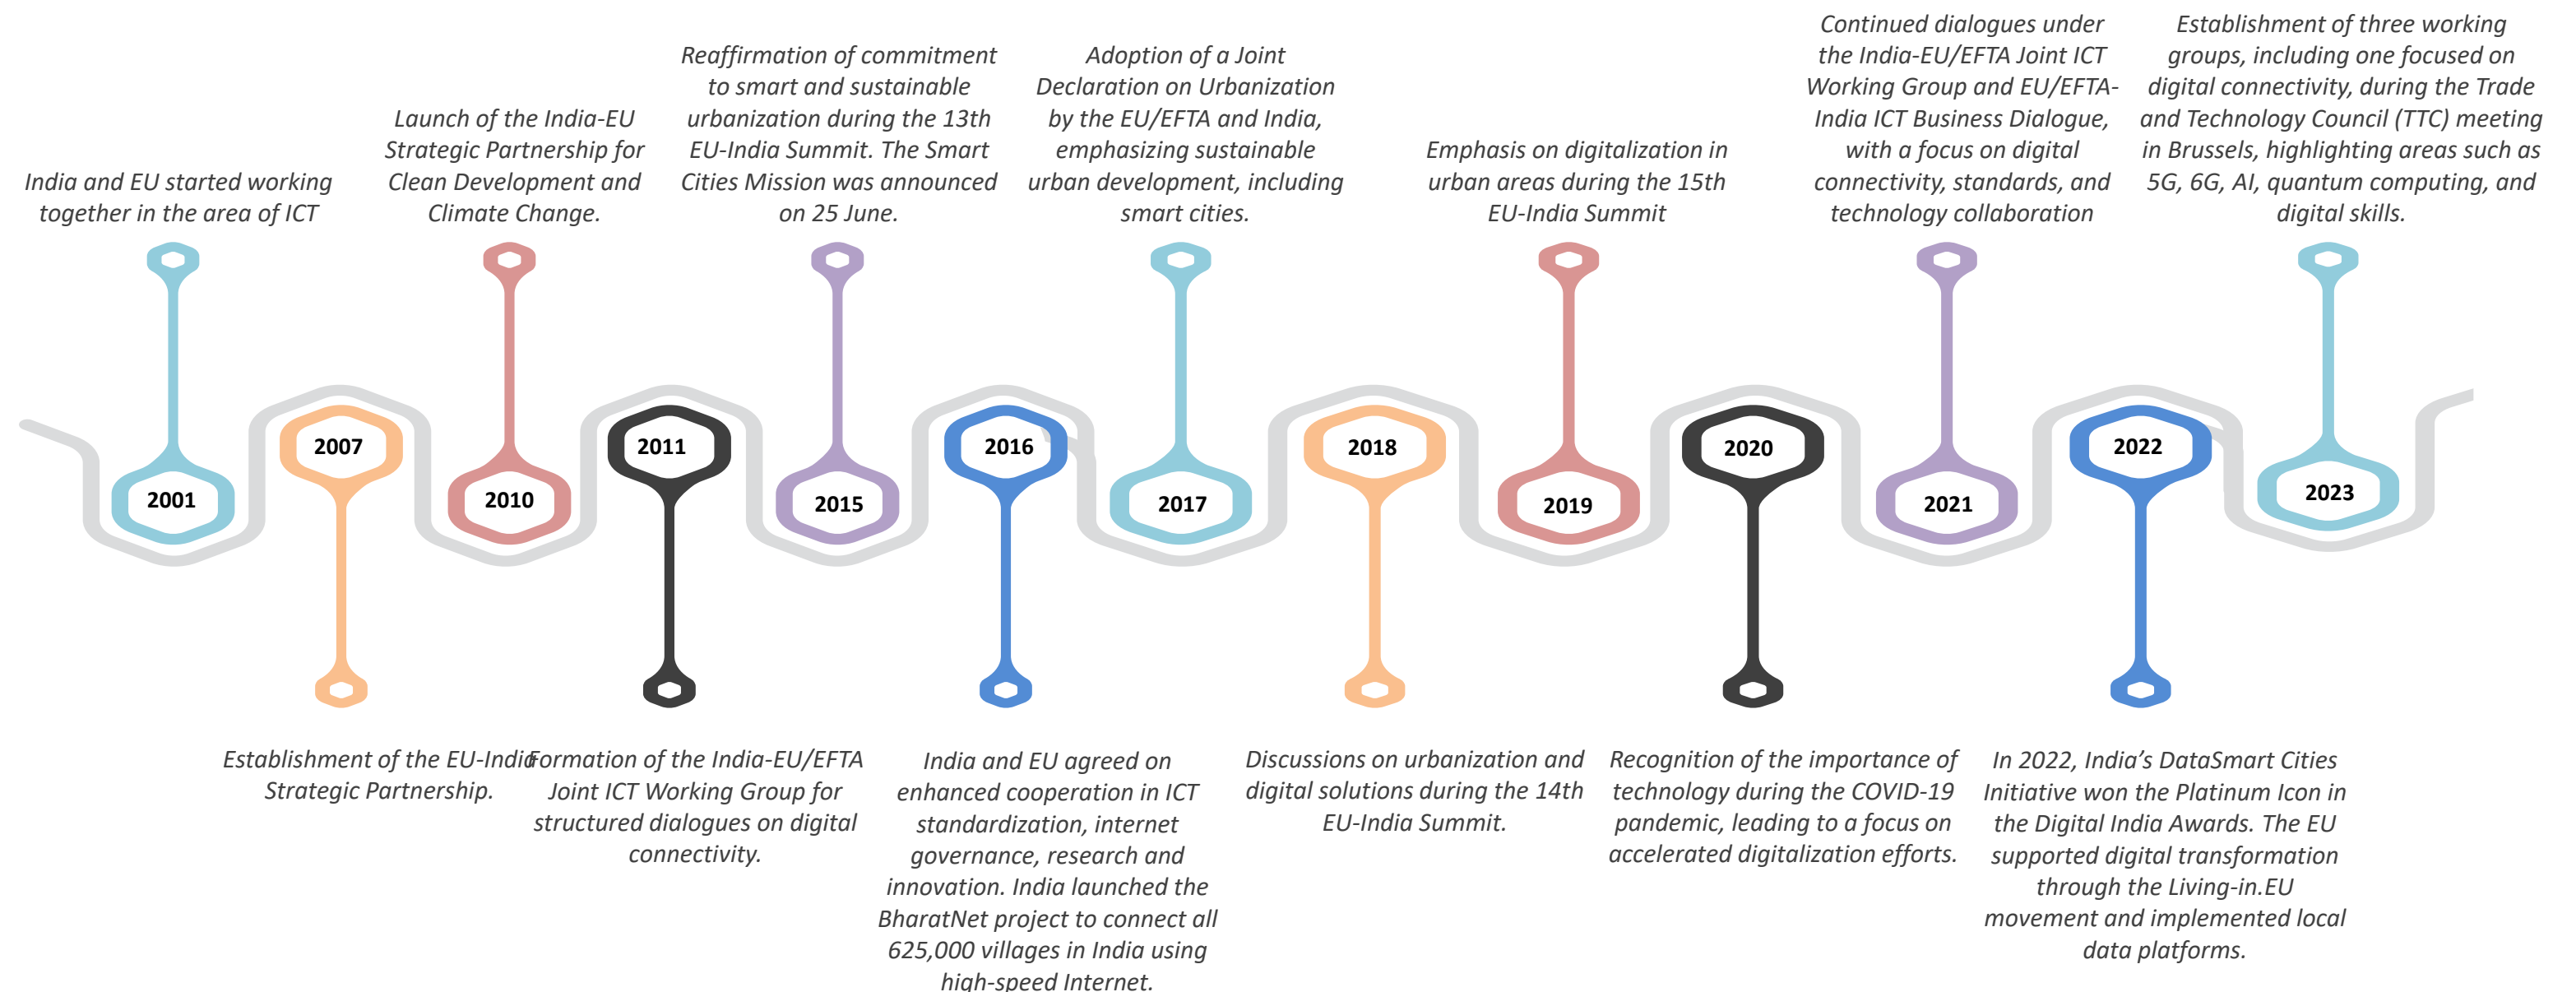 India and EU started working
together in the area of ICT
2001
2007
Establishment of the EU-India
Strategic Partnership.
Launch of the India-EU
Strategic Partnership for
Clean Development and
Climate Change.
2010
2011
Formation of the India-EU/EFTA
Joint ICT Working Group for
structured dialogues on digital
connectivity.
Reaffirmation of commitment
to smart and sustainable
urbanization during the 13th
EU-India Summit. The Smart
Cities Mission was announced
on 25 June.
2015
2016
India and EU agreed on
enhanced cooperation in ICT
standardization, internet
governance, research and
innovation. India launched the
BharatNet project to connect all
625,000 villages in India using
high-speed Internet.
Adoption of a Joint
Declaration on Urbanization
by the EU/EFTA and India,
emphasizing sustainable
urban development, including
smart cities.
2017
2018
Discussions on urbanization and
digital solutions during the 14th
EU-India Summit.
Emphasis on digitalization in
urban areas during the 15th
EU-India Summit
2019
2020
Recognition of the importance of
technology during the COVID-19
pandemic, leading to a focus on
accelerated digitalization efforts.
Continued dialogues under
the India-EU/EFTA Joint ICT
Working Group and EU/EFTA-
India ICT Business Dialogue,
with a focus on digital
connectivity, standards, and
technology collaboration
2021
2022
In 2022, India’s DataSmart Cities
Initiative won the Platinum Icon in
the Digital India Awards. The EU
supported digital transformation
through the Living-in.EU
movement and implemented local
data platforms.
Establishment of three working
groups, including one focused on
digital connectivity, during the Trade
and Technology Council (TTC) meeting
in Brussels, highlighting areas such as
5G, 6G, AI, quantum computing, and
digital skills.
2023